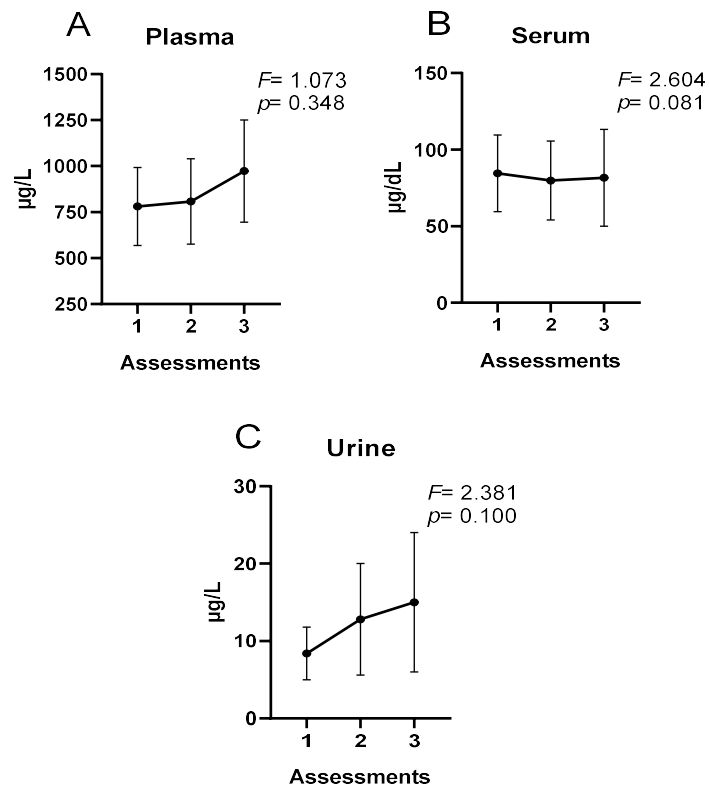 A
Plasma
F= 1.073
p= 0.348
µg/L
1500
1250
1000
750
500
250
1 2 3
Assessments
B
Serum
F= 2.604
p= 0.081
µg/dL
150
100
50
0
1 2 3
Assessments
C
Urine
F= 2.381
p= 0.100
µg/L
30
20
10
0
1 2 3
Assessments